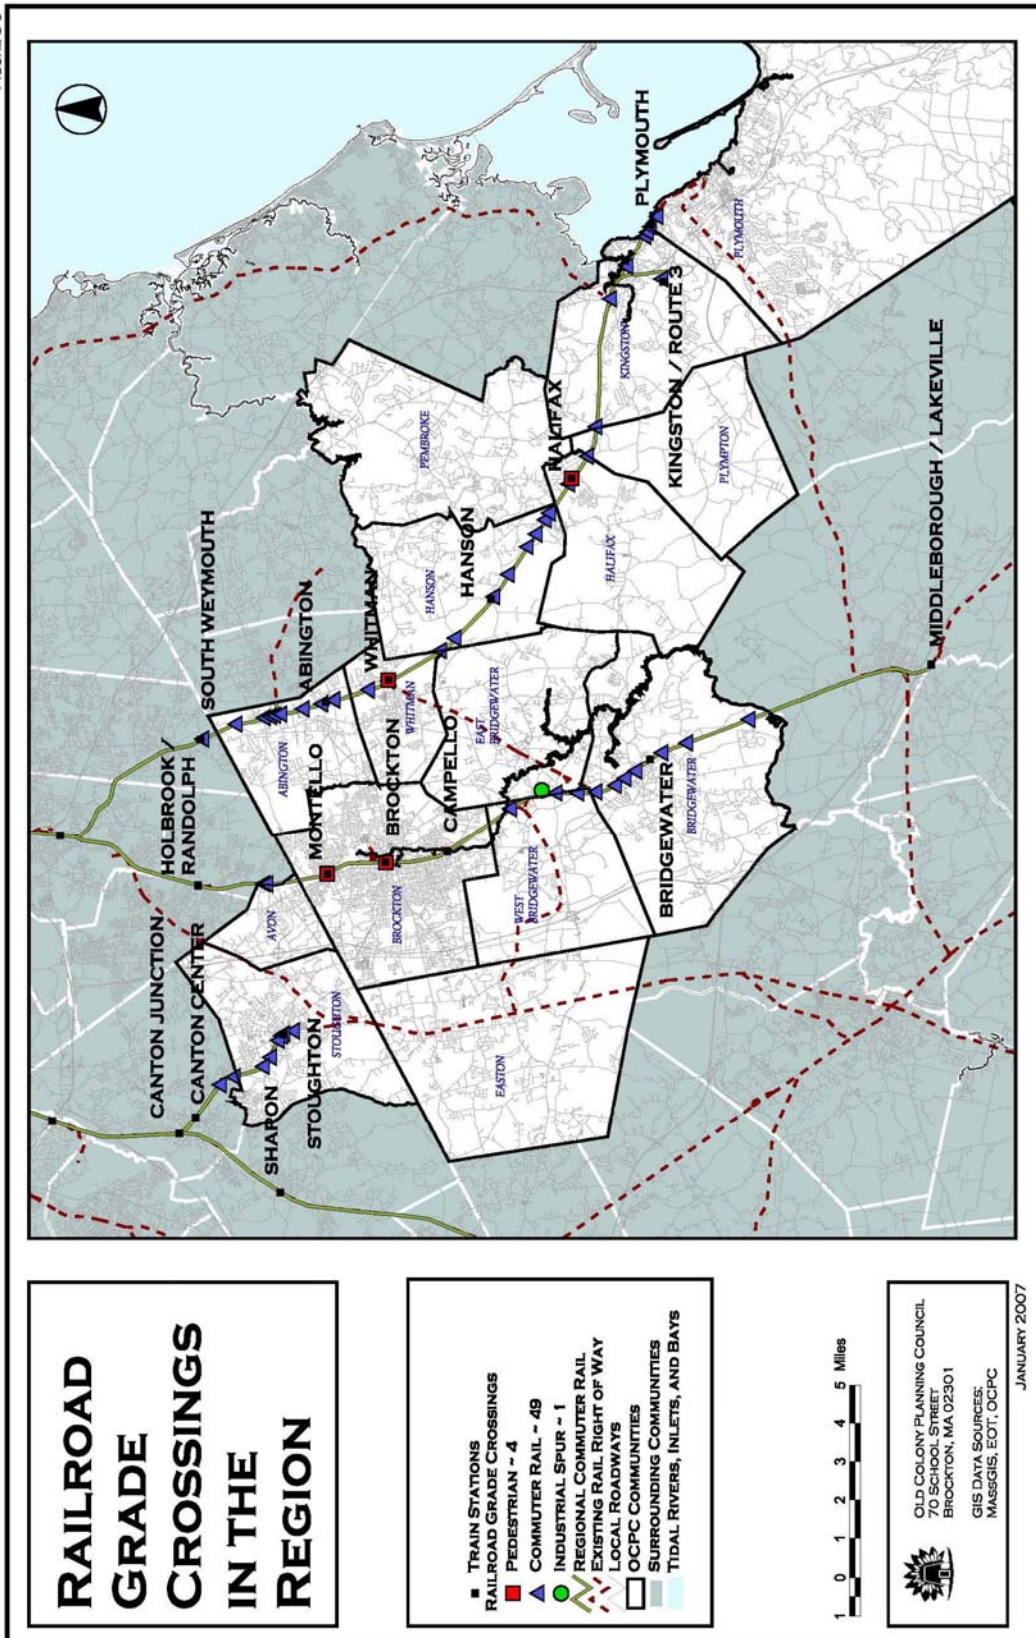 RAILROAD
GRADE
CROSSINGS
IN THE
REGION
TRAIN STATIONS
RAILROAD GRADE CROSSINGS
PEDESTRIAN ~ 4
COMMUTER RAIL ~ 49
INDUSTRIAL SPUR ~ 1
REGIONAL COMMUTER RAIL
EXISTING RAIL RIGHT OF WAY
LOCAL ROADWAYS
OCPC COMMUNITIES
SURROUNDING COMMUNITIES
TIDAL RIVERS, INLETS, AND BAYS
1 0 1 2 3 4 5 Miles
OLD COLONY PLANNING COUNCIL
70 SCHOOL STREET
BROCKTON, MA 02301
GIS DATA SOURCES:
MASSGIS, EOT, OCPC
JANUARY 2007
CANTON JUNCTION
CANTON CENTER
SHARON
STOUGHTON
STOUGHTON
HOLBROOK /
RANDOLPH
AVON
SOUTH WEYMOUTH
ABINGTON
ABINGTON
MONTELLO
BROCKTON
BROCKTON
CAMPELLO
WHITMAN
WHITMAN
HANSON
HANSON
PEMBROKE
EASTON
WEST
BRIDGEWATER
EAST
BRIDGEWATER
BRIDGEWATER
BRIDGEWATER
HALIFAX
HALIFAX
KINGSTON
KINGSTON / ROUTE 3
PLYMPTON
PLYMOUTH
PLYMOUTH
MIDDLEBOROUGH / LAKEVILLE